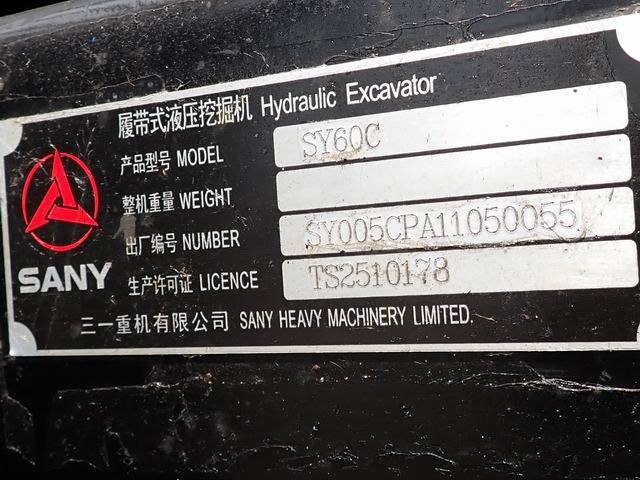 履带式液压挖掘机 Hydraulic Excavator
产品型号 MODEL SY60C
整机重量 WEIGHT
出厂编号 NUMBER SY005CPA11050055
生产许可证 LICENCE TS2510178
SANY
三一重机有限公司 SANY HEAVY MACHINERY LIMITED.